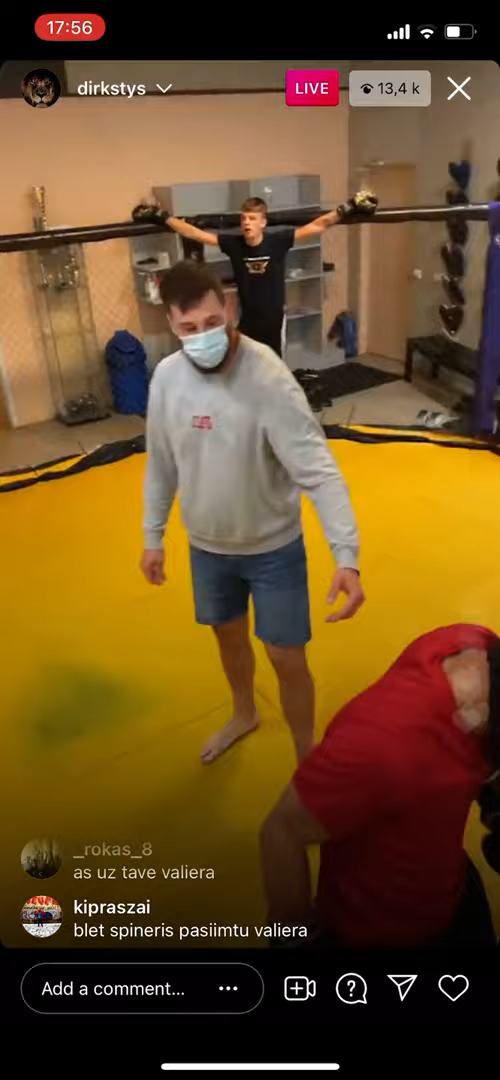 17:56
dirkstys
LIVE
13,4 k
_rokas_8
as uz tave valiera
kipraszai
blet spineris pasiimtu valiera
Add a comment...